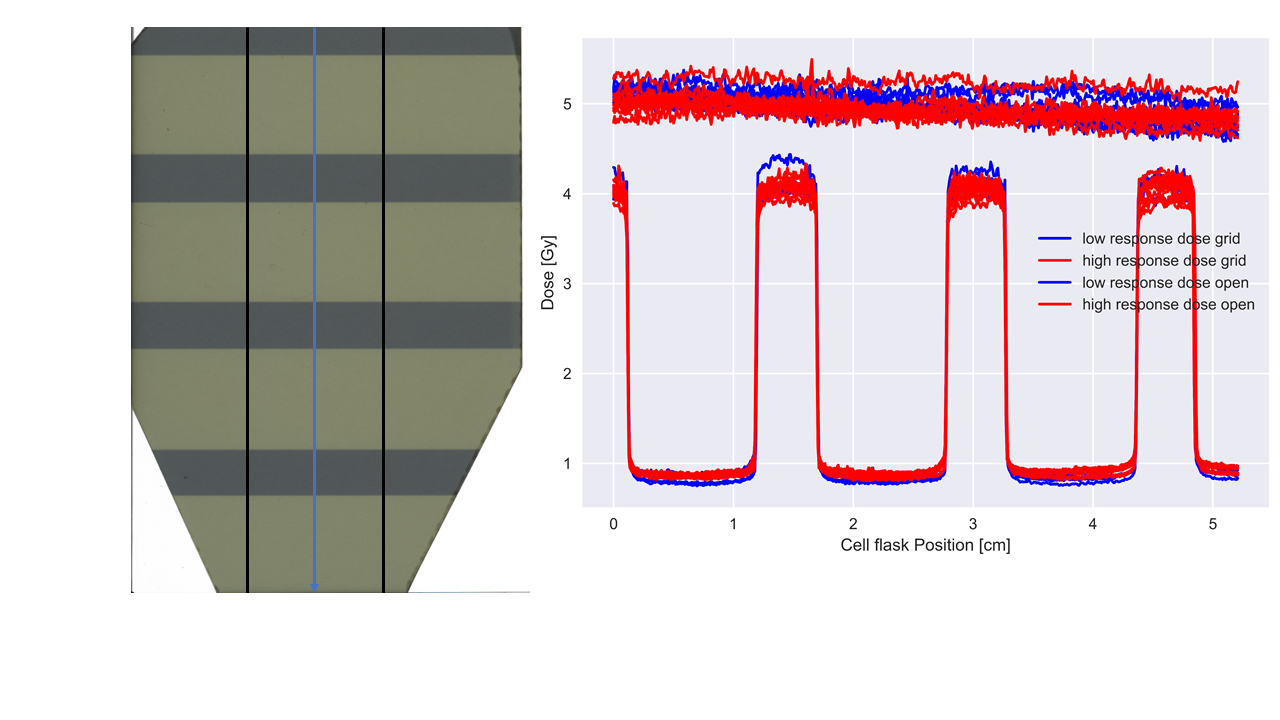 5
4
3
2
1
Dose [Gy]
low response dose grid
high response dose grid
low response dose open
high response dose open
0 1 2 3 4 5
Cell flask Position [cm]